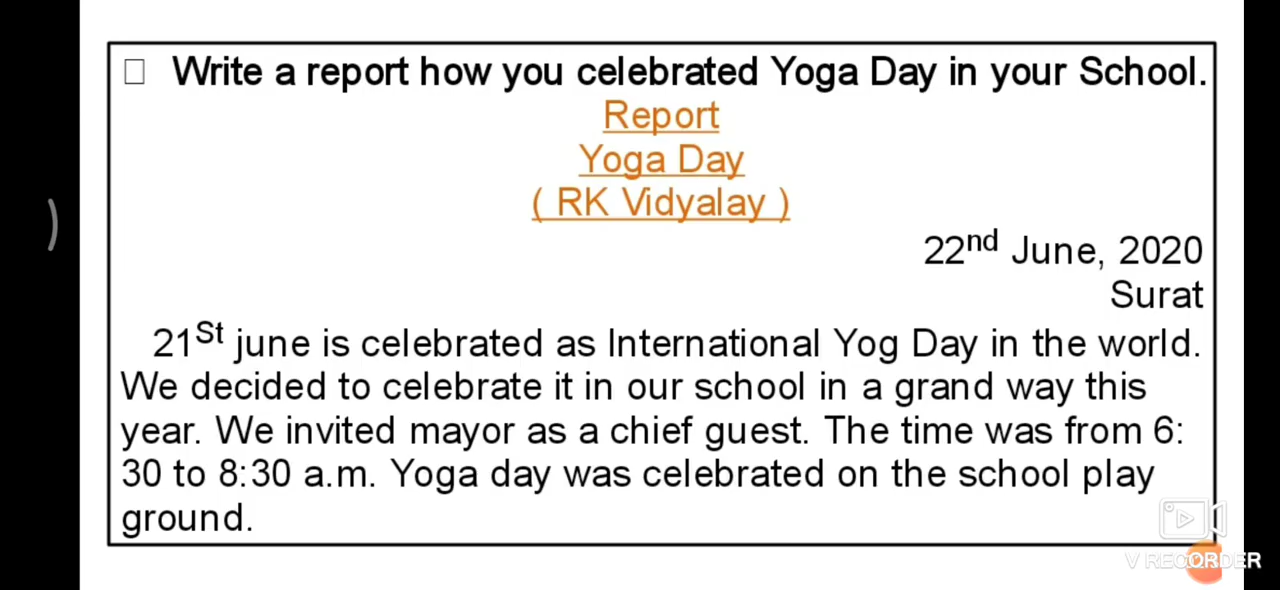 □ Write a report how you celebrated Yoga Day in your School.
Report
Yoga Day
( RK Vidyalay )
22nd June, 2020
Surat
21St june is celebrated as International Yog Day in the world.
We decided to celebrate it in our school in a grand way this
year. We invited mayor as a chief guest. The time was from 6:
30 to 8:30 a.m. Yoga day was celebrated on the school play
ground.
V RECORDER